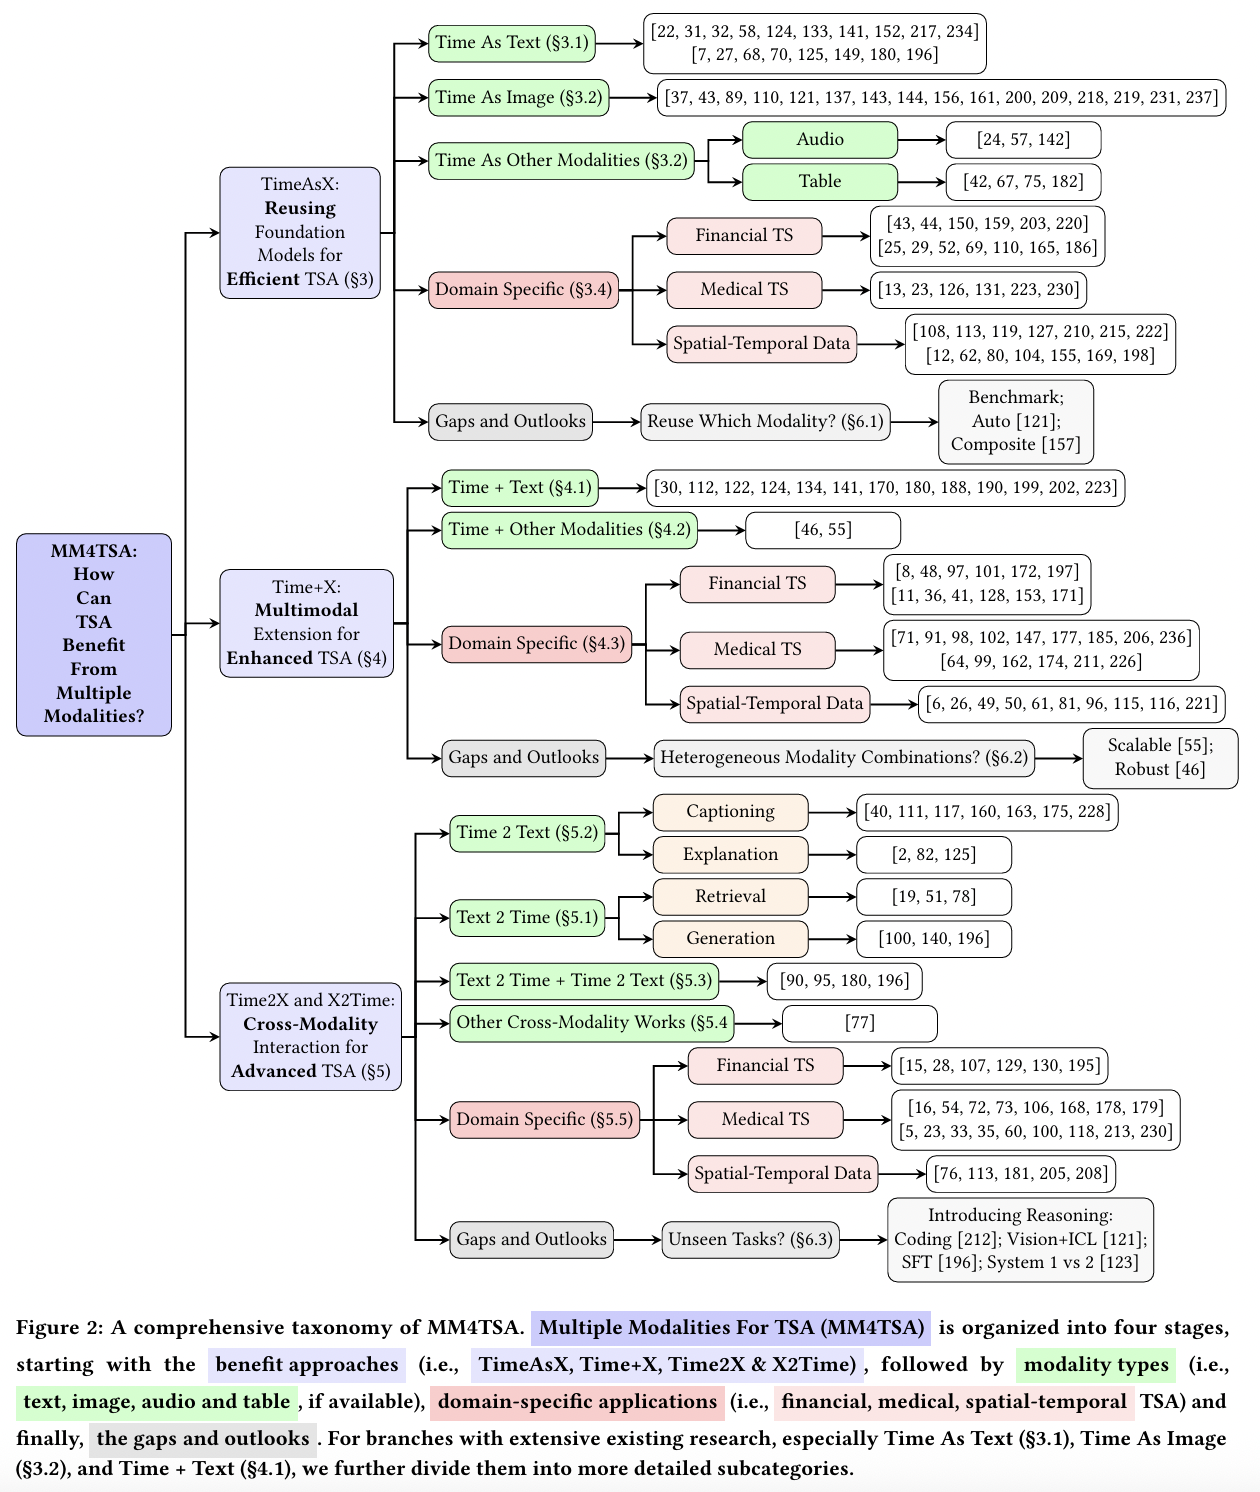 MM4TSA:
How
Can
TSA
Benefit
From
Multiple
Modalities?
TimeAsX:
Reusing
Foundation
Models for
Efficient TSA (§3)
Time As Text (§3.1)
[22, 31, 32, 58, 124, 133, 141, 152, 217, 234]
[7, 27, 68, 70, 125, 149, 180, 196]
Time As Image (§3.2)
[37, 43, 89, 110, 121, 137, 143, 144, 156, 161, 200, 209, 218, 219, 231, 237]
Time As Other Modalities (§3.2)
Audio
[24, 57, 142]
Table
[42, 67, 75, 182]
Domain Specific (§3.4)
Financial TS
[43, 44, 150, 159, 203, 220]
[25, 29, 52, 69, 110, 165, 186]
Medical TS
[13, 23, 126, 131, 223, 230]
Spatial-Temporal Data
[108, 113, 119, 127, 210, 215, 222]
[12, 62, 80, 104, 155, 169, 198]
Gaps and Outlooks
Reuse Which Modality? (§6.1)
Benchmark;
Auto [121];
Composite [157]
Time+X:
Multimodal
Extension for
Enhanced TSA (§4)
Time + Text (§4.1)
[30, 112, 122, 124, 134, 141, 170, 180, 188, 190, 199, 202, 223]
Time + Other Modalities (§4.2)
[46, 55]
Domain Specific (§4.3)
Financial TS
[8, 48, 97, 101, 172, 197]
[11, 36, 41, 128, 153, 171]
Medical TS
[71, 91, 98, 102, 147, 177, 185, 206, 236]
[64, 99, 162, 174, 211, 226]
Spatial-Temporal Data
[6, 26, 49, 50, 61, 81, 96, 115, 116, 221]
Gaps and Outlooks
Heterogeneous Modality Combinations? (§6.2)
Scalable [55];
Robust [46]
Time2X and X2Time:
Cross-Modality
Interaction for
Advanced TSA (§5)
Time 2 Text (§5.2)
Captioning
[40, 111, 117, 160, 163, 175, 228]
Explanation
[2, 82, 125]
Text 2 Time (§5.1)
Retrieval
[19, 51, 78]
Generation
[100, 140, 196]
Text 2 Time + Time 2 Text (§5.3)
[90, 95, 180, 196]
Other Cross-Modality Works (§5.4
[77]
Domain Specific (§5.5)
Financial TS
[15, 28, 107, 129, 130, 195]
Medical TS
[16, 54, 72, 73, 106, 168, 178, 179]
[5, 23, 33, 35, 60, 100, 118, 213, 230]
Spatial-Temporal Data
[76, 113, 181, 205, 208]
Gaps and Outlooks
Unseen Tasks? (§6.3)
Introducing Reasoning:
Coding [212]; Vision+ICL [121];
SFT [196]; System 1 vs 2 [123]
Figure 2: A comprehensive taxonomy of MM4TSA. Multiple Modalities For TSA (MM4TSA) is organized into four stages,
starting with the benefit approaches (i.e., TimeAsX, Time+X, Time2X & X2Time) , followed by modality types (i.e.,
text, image, audio and table , if available), domain-specific applications (i.e., financial, medical, spatial-temporal TSA) and
finally, the gaps and outlooks . For branches with extensive existing research, especially Time As Text (§3.1), Time As Image
(§3.2), and Time + Text (§4.1), we further divide them into more detailed subcategories.